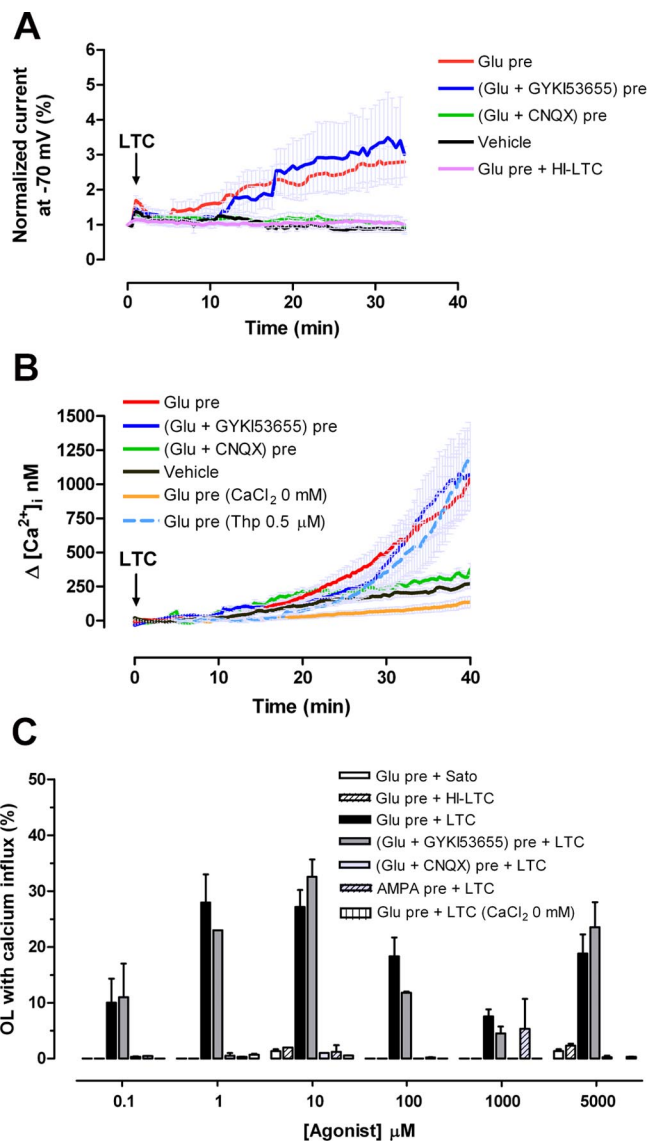 A
Normalized current
at -70 mV (%)
6
5
4
3
2
1
0
LTC
Glu pre
(Glu + GYKI53655) pre
(Glu + CNQX) pre
Vehicle
Glu pre + HI-LTC
0 10 20 30 40
Time (min)
B
Δ [Ca2+]i nM
1500
1250
1000
750
500
250
0
LTC
Glu pre
(Glu + GYKI53655) pre
(Glu + CNQX) pre
Vehicle
Glu pre (CaCl2 0 mM)
Glu pre (Thp 0.5 μM)
0 10 20 30 40
Time (min)
C
OL with calcium influx (%)
50
40
30
20
10
0
Glu pre + Sato
Glu pre + HI-LTC
Glu pre + LTC
(Glu + GYKI53655) pre + LTC
(Glu + CNQX) pre + LTC
AMPA pre + LTC
Glu pre + LTC (CaCl2 0 mM)
0.1 1 10 100 1000 5000
[Agonist] μM